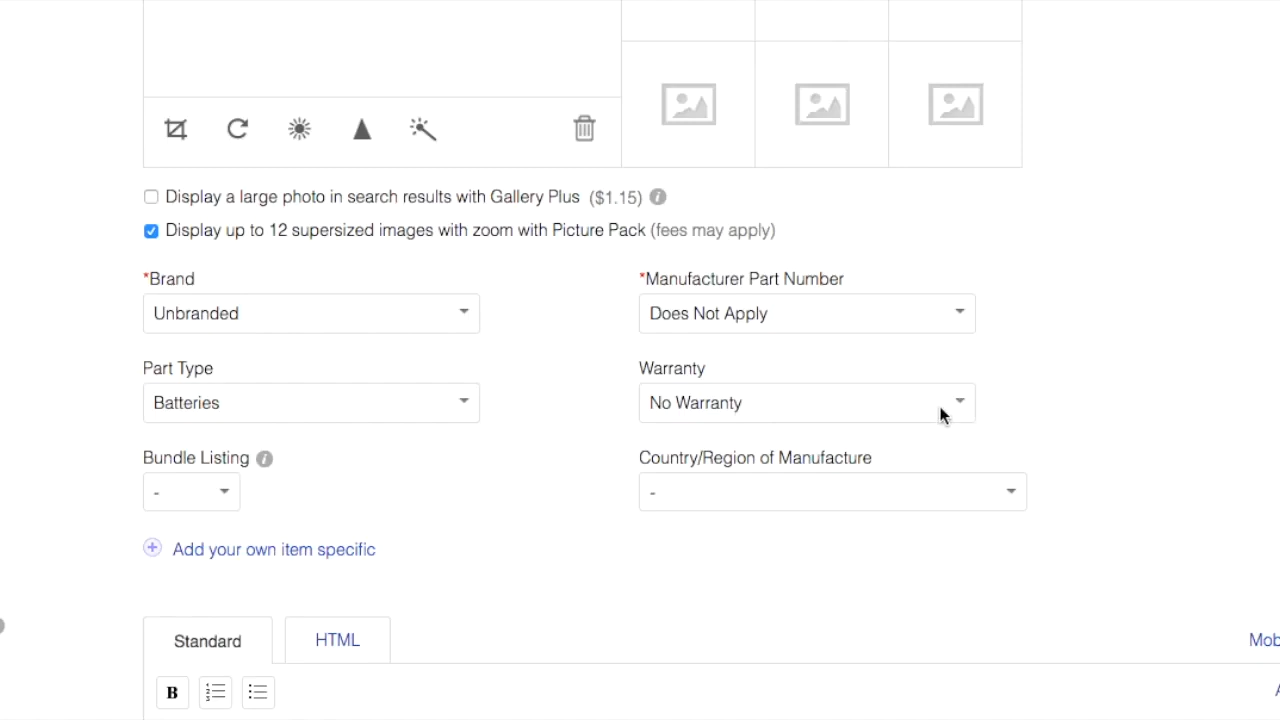 Display a large photo in search results with Gallery Plus ($1.15)
Display up to 12 supersized images with zoom with Picture Pack (fees may apply)
*Brand
*Manufacturer Part Number
Unbranded
Does Not Apply
Part Type
Warranty
Batteries
No Warranty
Bundle Listing
Country/Region of Manufacture
-
-
Add your own item specific
Standard
HTML
Mob
B